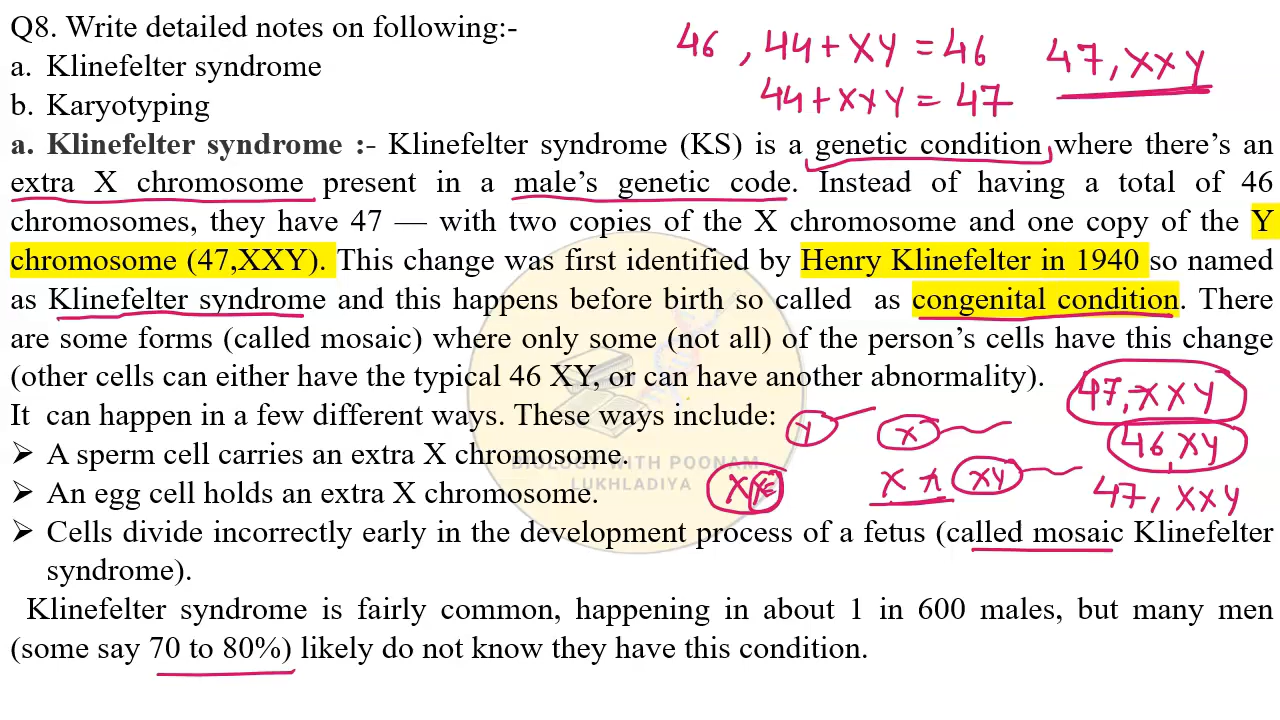 Q8. Write detailed notes on following:-
46 , 44 + XY = 46
47, XXY
a. Klinefelter syndrome
b. Karyotyping
44 + XXY = 47
a. Klinefelter syndrome :- Klinefelter syndrome (KS) is a genetic condition where there's an
extra X chromosome present in a male's genetic code. Instead of having a total of 46
chromosomes, they have 47 — with two copies of the X chromosome and one copy of the Y
chromosome (47,XXY). This change was first identified by Henry Klinefelter in 1940 so named
as Klinefelter syndrome and this happens before birth so called as congenital condition. There
are some forms (called mosaic) where only some (not all) of the person's cells have this change
(other cells can either have the typical 46 XY, or can have another abnormality).
47, XXY
It can happen in a few different ways. These ways include:
Y
X
46 XY
➤ A sperm cell carries an extra X chromosome.
BIOLOGY WITH POONAM
LUKHLADIYA
X
X X
XY
47, XXY
➤ An egg cell holds an extra X chromosome.
➤ Cells divide incorrectly early in the development process of a fetus (called mosaic Klinefelter
syndrome).
Klinefelter syndrome is fairly common, happening in about 1 in 600 males, but many men
(some say 70 to 80%) likely do not know they have this condition.